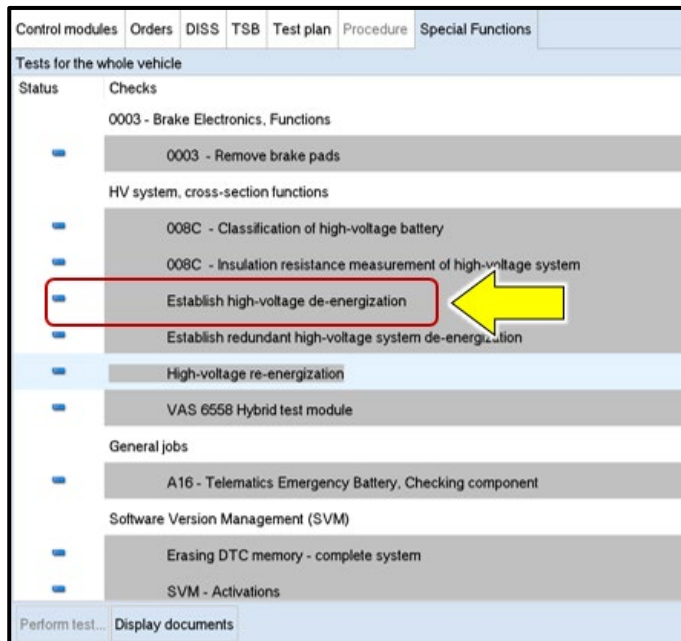 Control modules Orders DISS TSB Test plan Procedure Special Functions
Tests for the whole vehicle
Status Checks
0003 - Brake Electronics, Functions
0003 - Remove brake pads
HV system, cross-section functions
008C - Classification of high-voltage battery
008C - Insulation resistance measurement of high-voltage system
Establish high-voltage de-energization
Establish redundant high-voltage system de-energization
High-voltage re-energization
VAS 6558 Hybrid test module
General jobs
A16 - Telematics Emergency Battery, Checking component
Software Version Management (SVM)
Erasing DTC memory - complete system
SVM - Activations
Perform test... Display documents